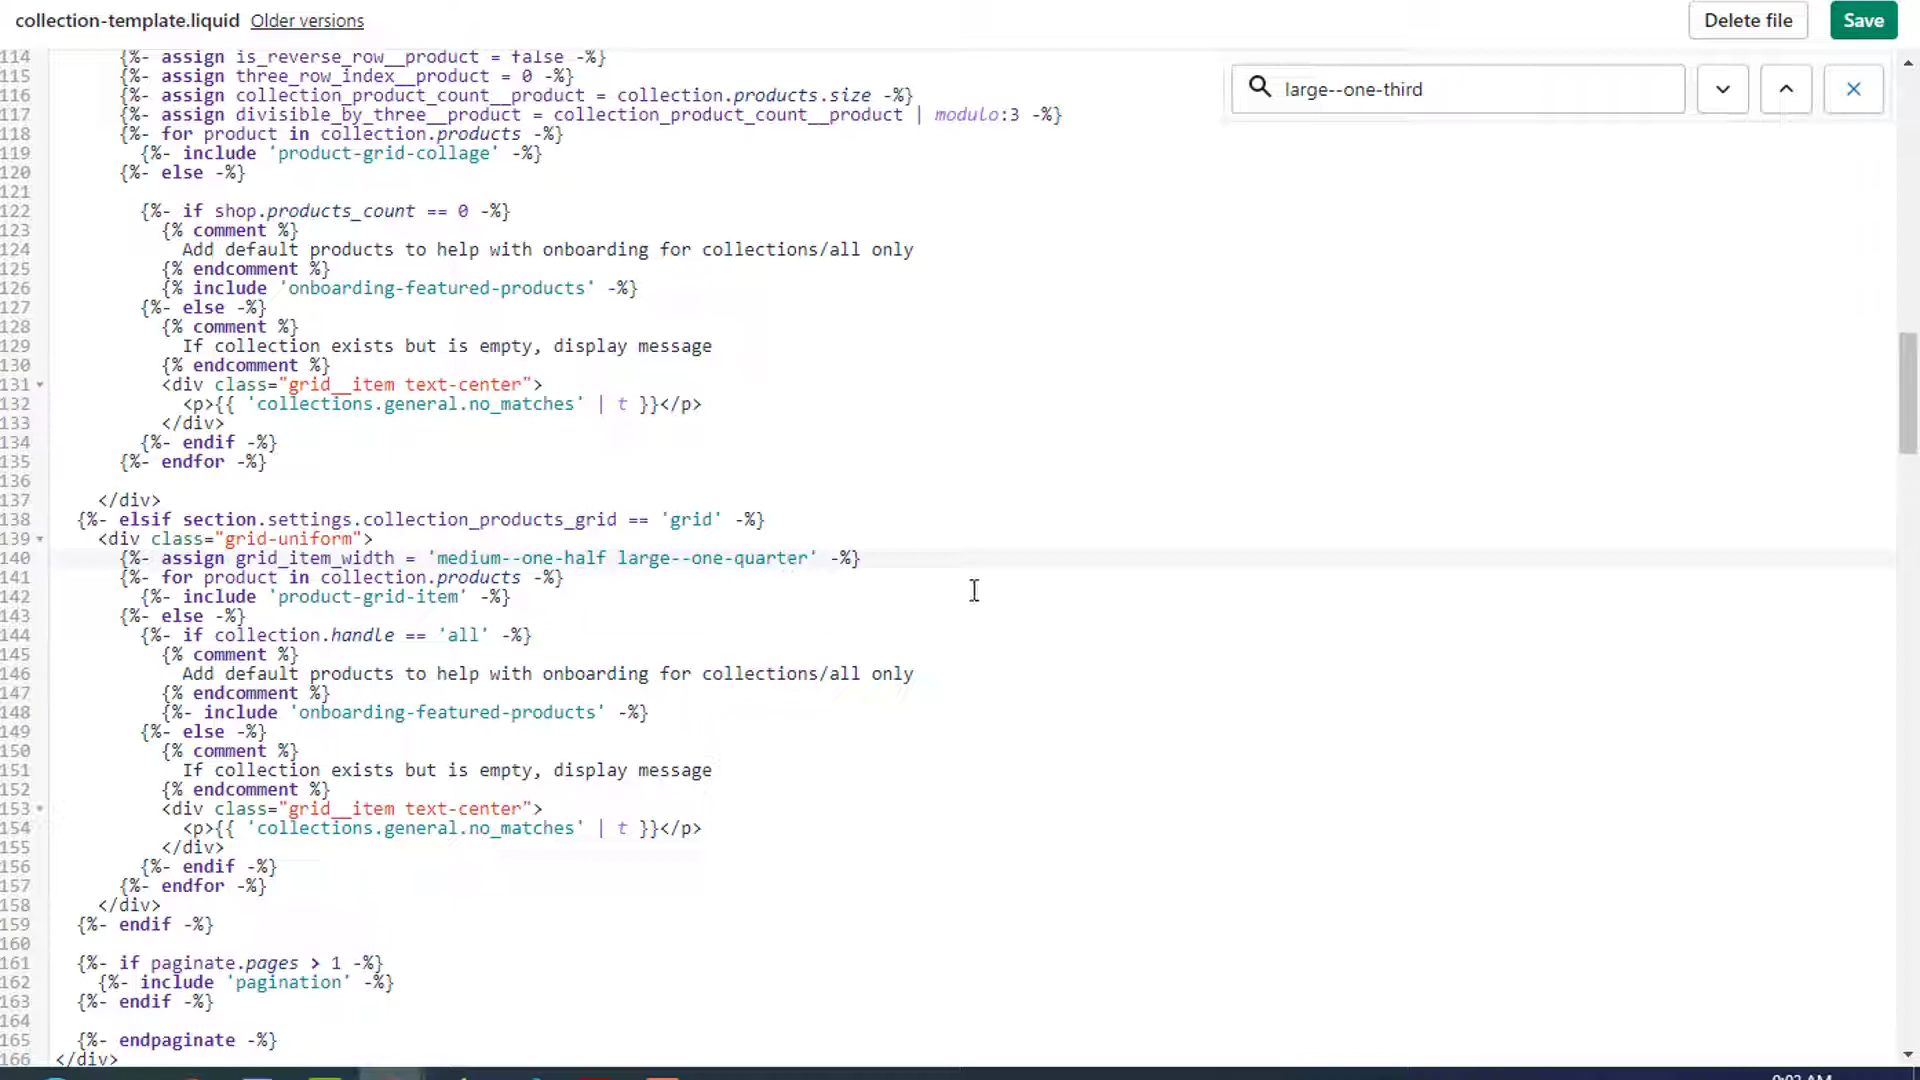 collection-template.liquid Older versions Delete file Save
large--one-third
114 {%- assign is_reverse_row__product = false -%}
115 {%- assign three_row_index__product = 0 -%}
116 {%- assign collection_product_count__product = collection.products.size -%}
117 {%- assign divisible_by_three__product = collection_product_count__product | modulo:3 -%}
118 {%- for product in collection.products -%}
119 {%- include 'product-grid-collage' -%}
120 {%- else -%}
121
122 {%- if shop.products_count == 0 -%}
123 {% comment %}
124 Add default products to help with onboarding for collections/all only
125 {% endcomment %}
126 {% include 'onboarding-featured-products' -%}
127 {%- else -%}
128 {% comment %}
129 If collection exists but is empty, display message
130 {% endcomment %}
131 <div class="grid__item text-center">
132 <p>{{ 'collections.general.no_matches' | t }}</p>
133 </div>
134 {%- endif -%}
135 {%- endfor -%}
136
137 </div>
138 {%- elsif section.settings.collection_products_grid == 'grid' -%}
139 <div class="grid-uniform">
140 {%- assign grid_item_width = 'medium--one-half large--one-quarter' -%}
141 {%- for product in collection.products -%}
142 {%- include 'product-grid-item' -%}
143 {%- else -%}
144 {%- if collection.handle == 'all' -%}
145 {% comment %}
146 Add default products to help with onboarding for collections/all only
147 {% endcomment %}
148 {%- include 'onboarding-featured-products' -%}
149 {%- else -%}
150 {% comment %}
151 If collection exists but is empty, display message
152 {% endcomment %}
153 <div class="grid__item text-center">
154 <p>{{ 'collections.general.no_matches' | t }}</p>
155 </div>
156 {%- endif -%}
157 {%- endfor -%}
158 </div>
159 {%- endif -%}
160
161 {%- if paginate.pages > 1 -%}
162 {%- include 'pagination' -%}
163 {%- endif -%}
164
165 {%- endpaginate -%}
166 </div>